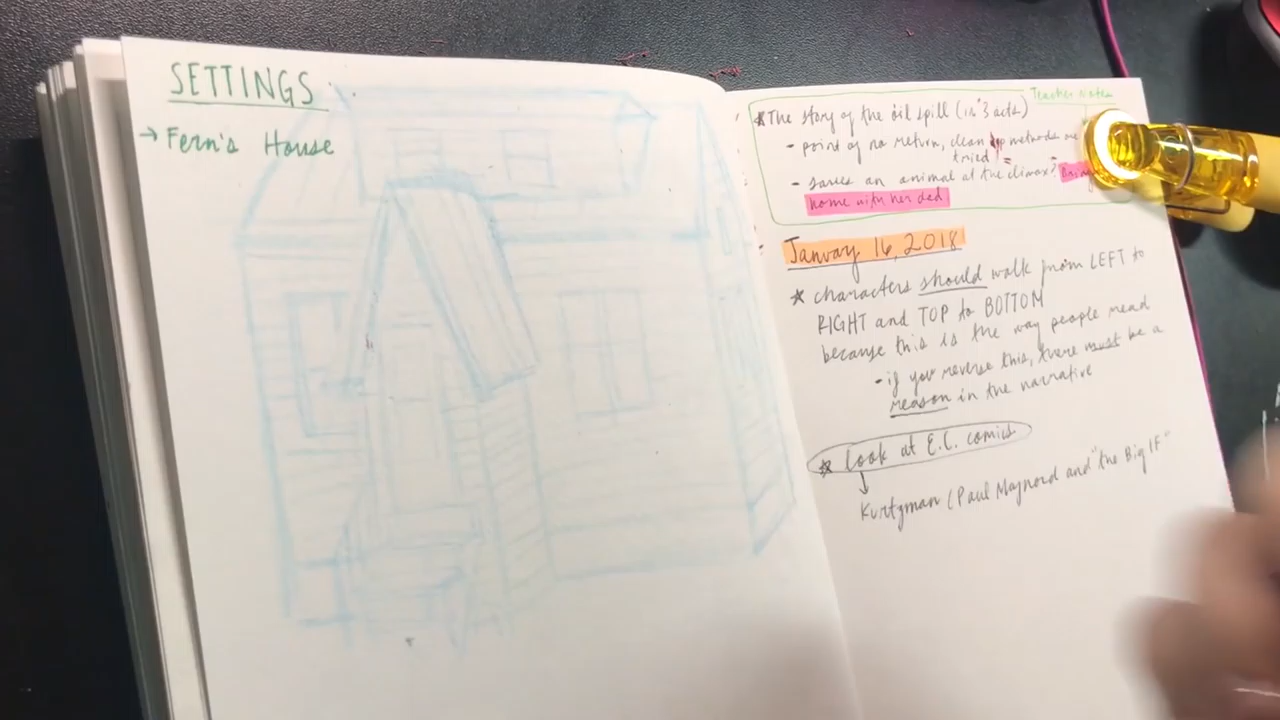 SETTINGS
→ Fern's House
Teacher Notes
* The story of the oil spill (in 3 acts)
- point of no return, clean up methods are
tried
- saves an animal at the climax?
home with her dad
January 16, 2018
* characters should walk from LEFT to
RIGHT and TOP to BOTTOM
because this is the way people read
- if you reverse this, there must be a
reason in the narrative
* look at E.C. comics
↓
Kurtzman (Paul Maynord and "the Big IF"